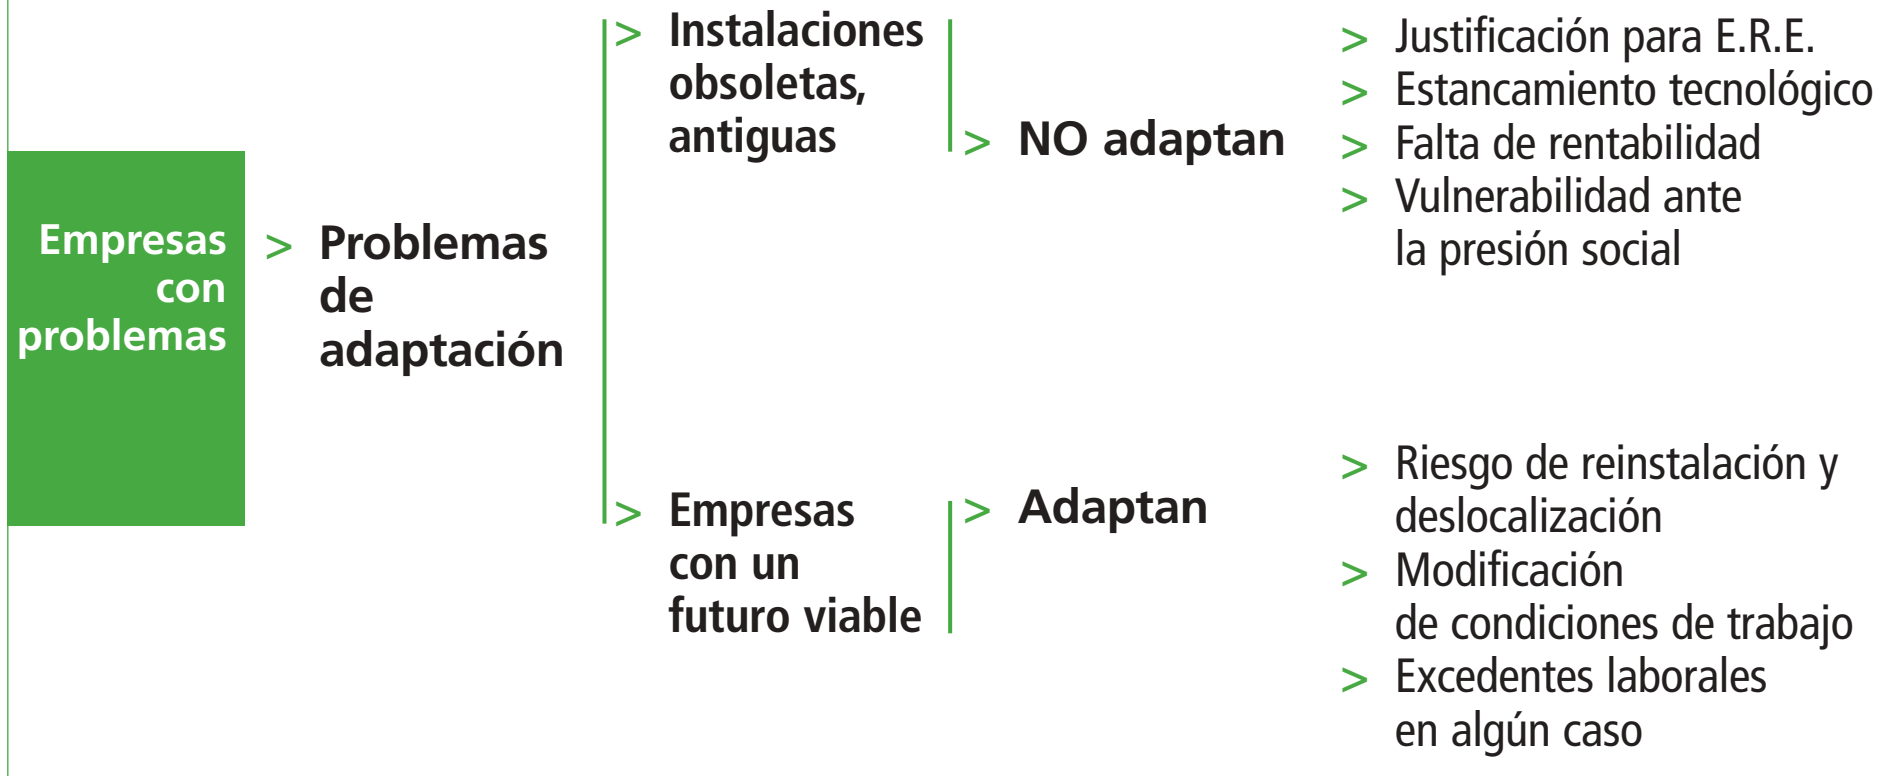 Empresas
con
problemas
> Problemas
de
adaptación
> Instalaciones
obsoletas,
antiguas
> NO adaptan
> Justificación para E.R.E.
> Estancamiento tecnológico
> Falta de rentabilidad
> Vulnerabilidad ante
la presión social
> Empresas
con un
futuro viable
> Adaptan
> Riesgo de reinstalación y
deslocalización
> Modificación
de condiciones de trabajo
> Excedentes laborales
en algún caso